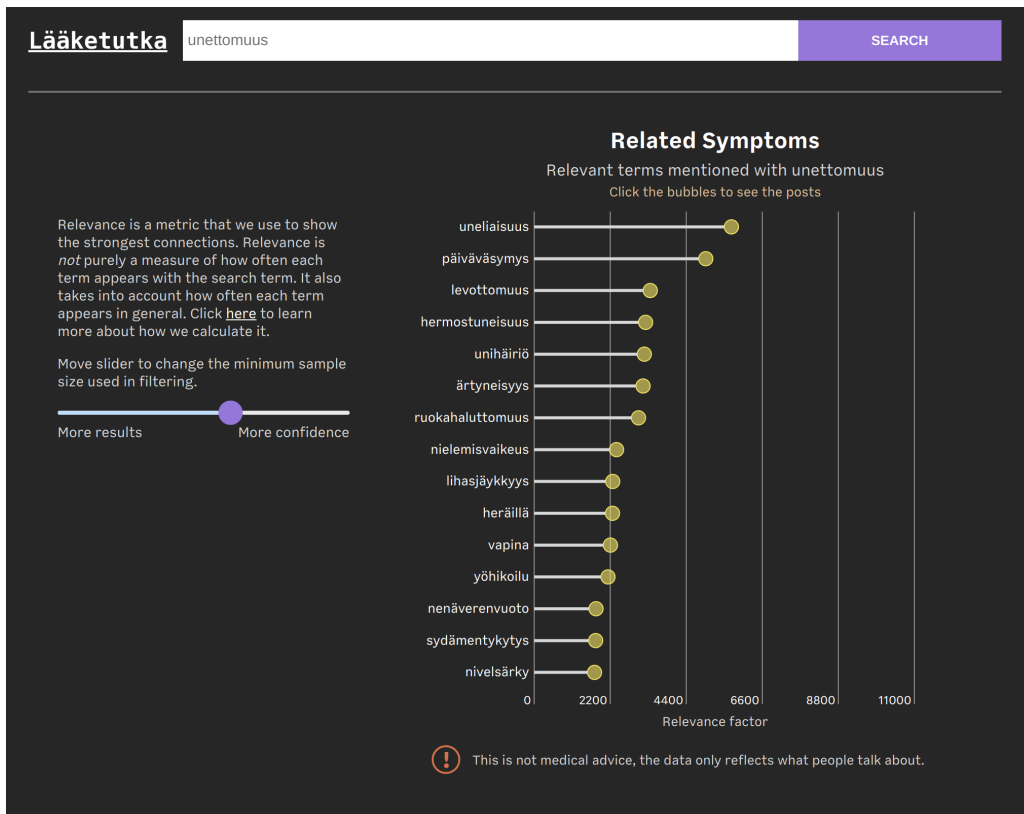 Lääketutka
unettomuus
SEARCH
Related Symptoms
Relevant terms mentioned with unettomuus
Click the bubbles to see the posts
Relevance is a metric that we use to show
the strongest connections. Relevance is
not purely a measure of how often each
term appears with the search term. It also
takes into account how often each term
appears in general. Click here to learn
more about how we calculate it.
Move slider to change the minimum sample
size used in filtering.
More results
More confidence
uneliaisuus
päiväväsymys
levottomuus
hermostuneisuus
unihäiriö
ärtyneisyys
ruokahaluttomuus
nielemisvaikeus
lihasjäykkyys
heräillä
vapina
yöhikoilu
nenäverenvuoto
sydämentykytys
nivelsärky
0 2200 4400 6600 8800 11000
Relevance factor
This is not medical advice, the data only reflects what people talk about.